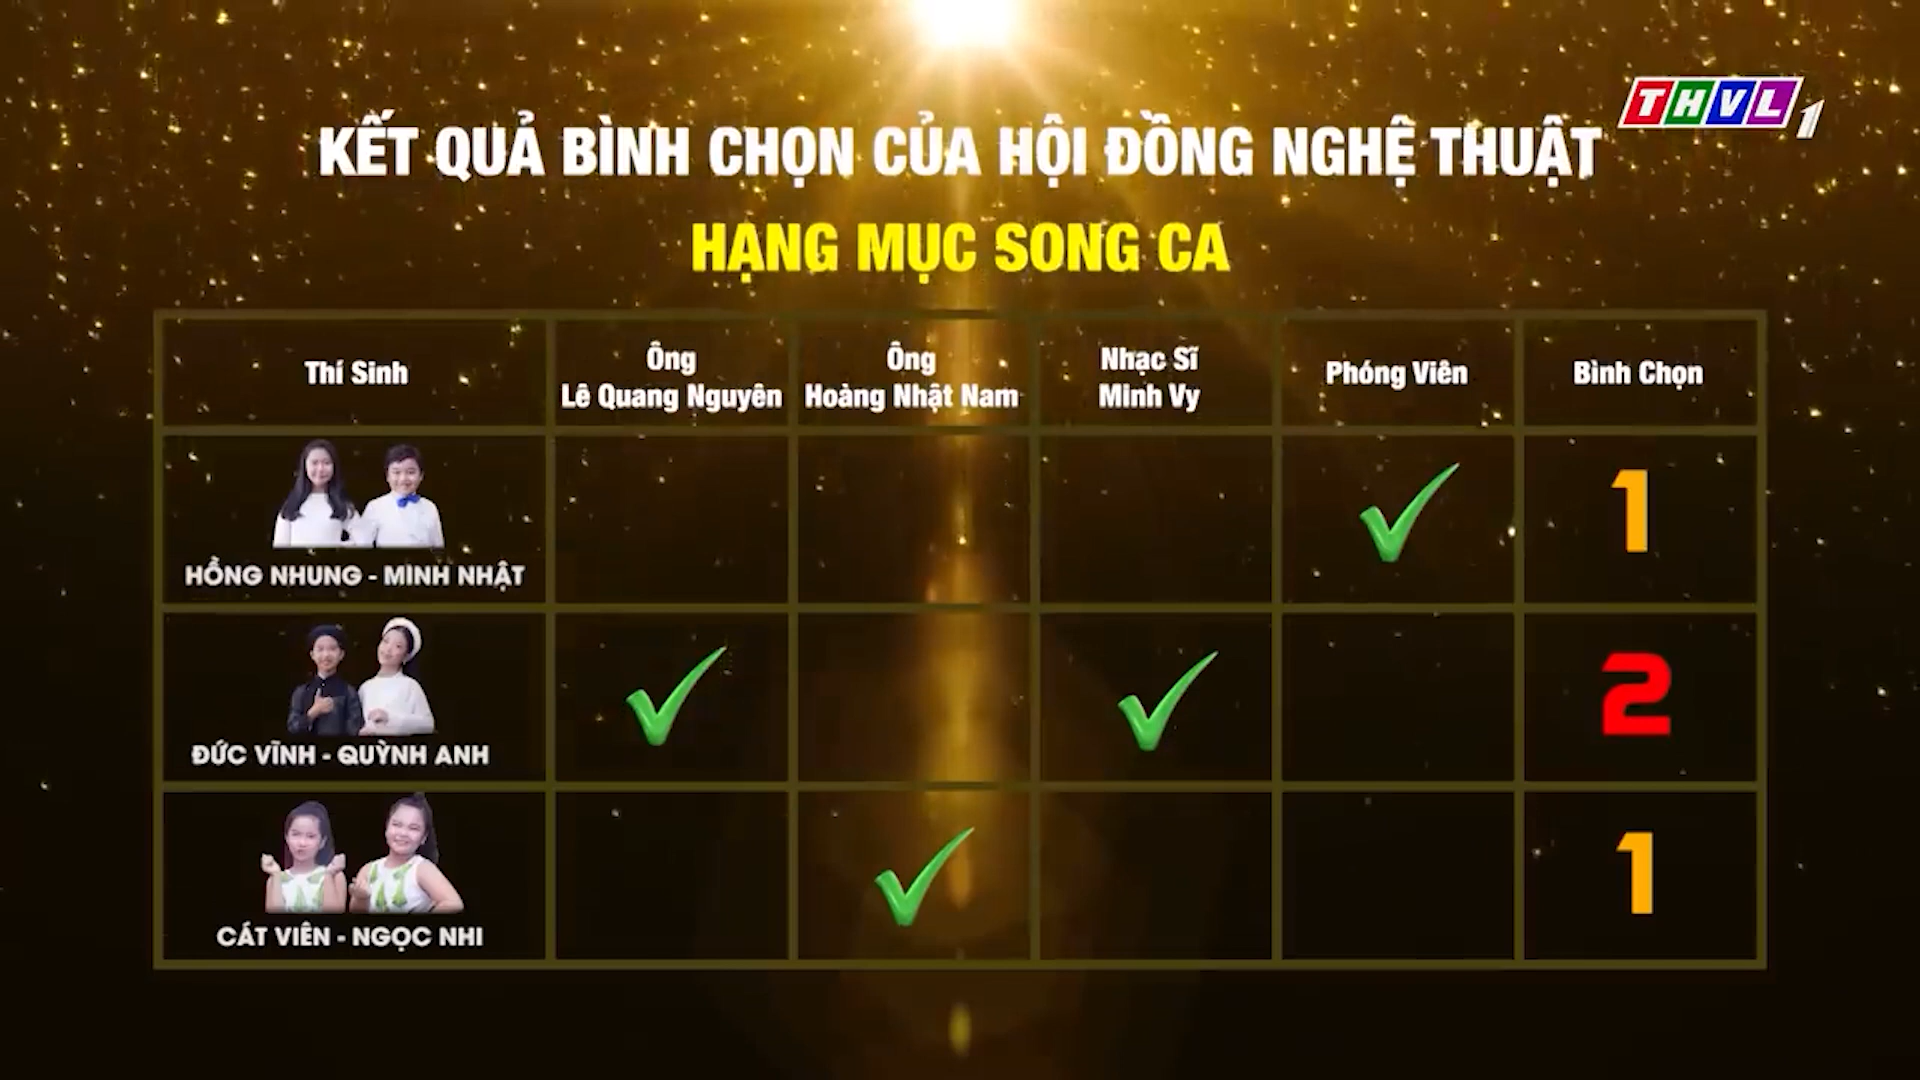 THVL1
KẾT QUẢ BÌNH CHỌN CỦA HỘI ĐỒNG NGHỆ THUẬT
HẠNG MỤC SONG CA
Thí Sinh
Ông
Lê Quang Nguyên
Ông
Hoàng Nhật Nam
Nhạc Sĩ
Minh Vy
Phóng Viên
Bình Chọn
HỒNG NHUNG - MINH NHẬT
1
ĐỨC VĨNH - QUỲNH ANH
2
CÁT VIÊN - NGỌC NHI
1